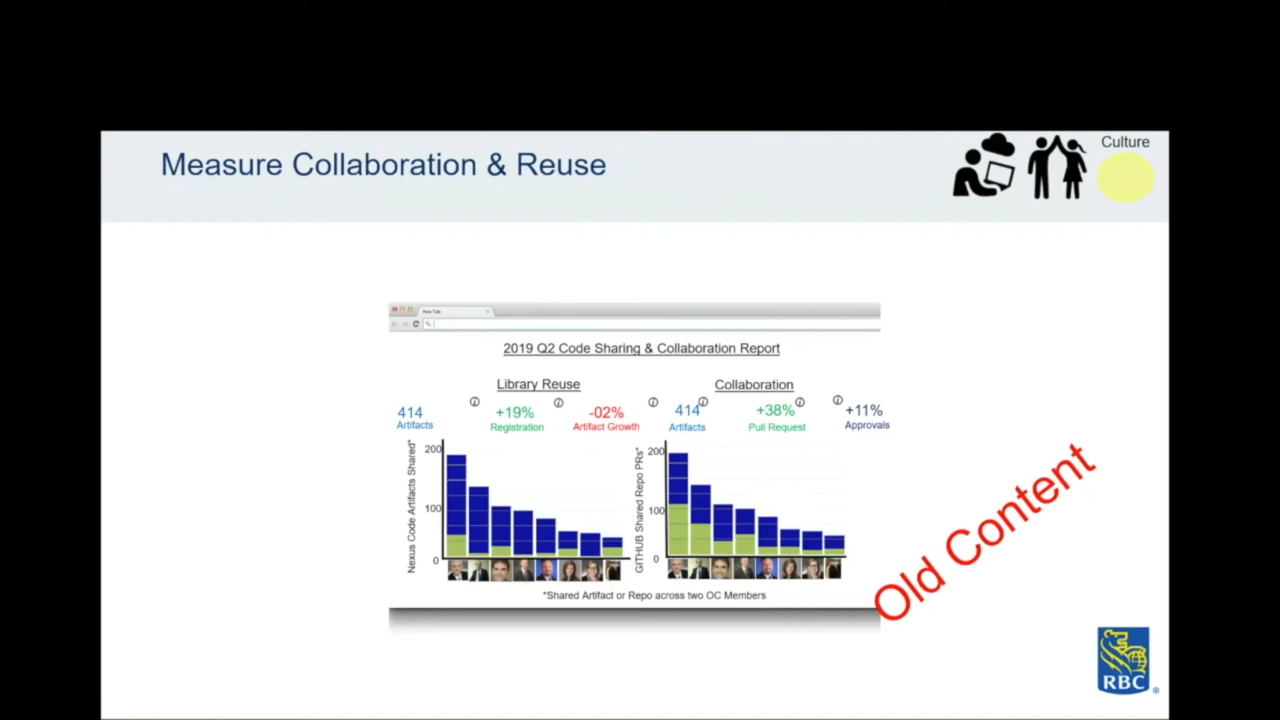 Measure Collaboration & Reuse
Culture
New Tab
2019 Q2 Code Sharing & Collaboration Report
Library Reuse
Collaboration
414
Artifacts
+19%
Registration
-02%
Artifact Growth
414
Artifacts
+38%
Pull Request
+11%
Approvals
Nexus Code Artifacts Shared*
200
100
0
GITHUB Shared Repo PRs*
200
100
0
*Shared Artifact or Repo across two OC Members
Old Content
RBC
®